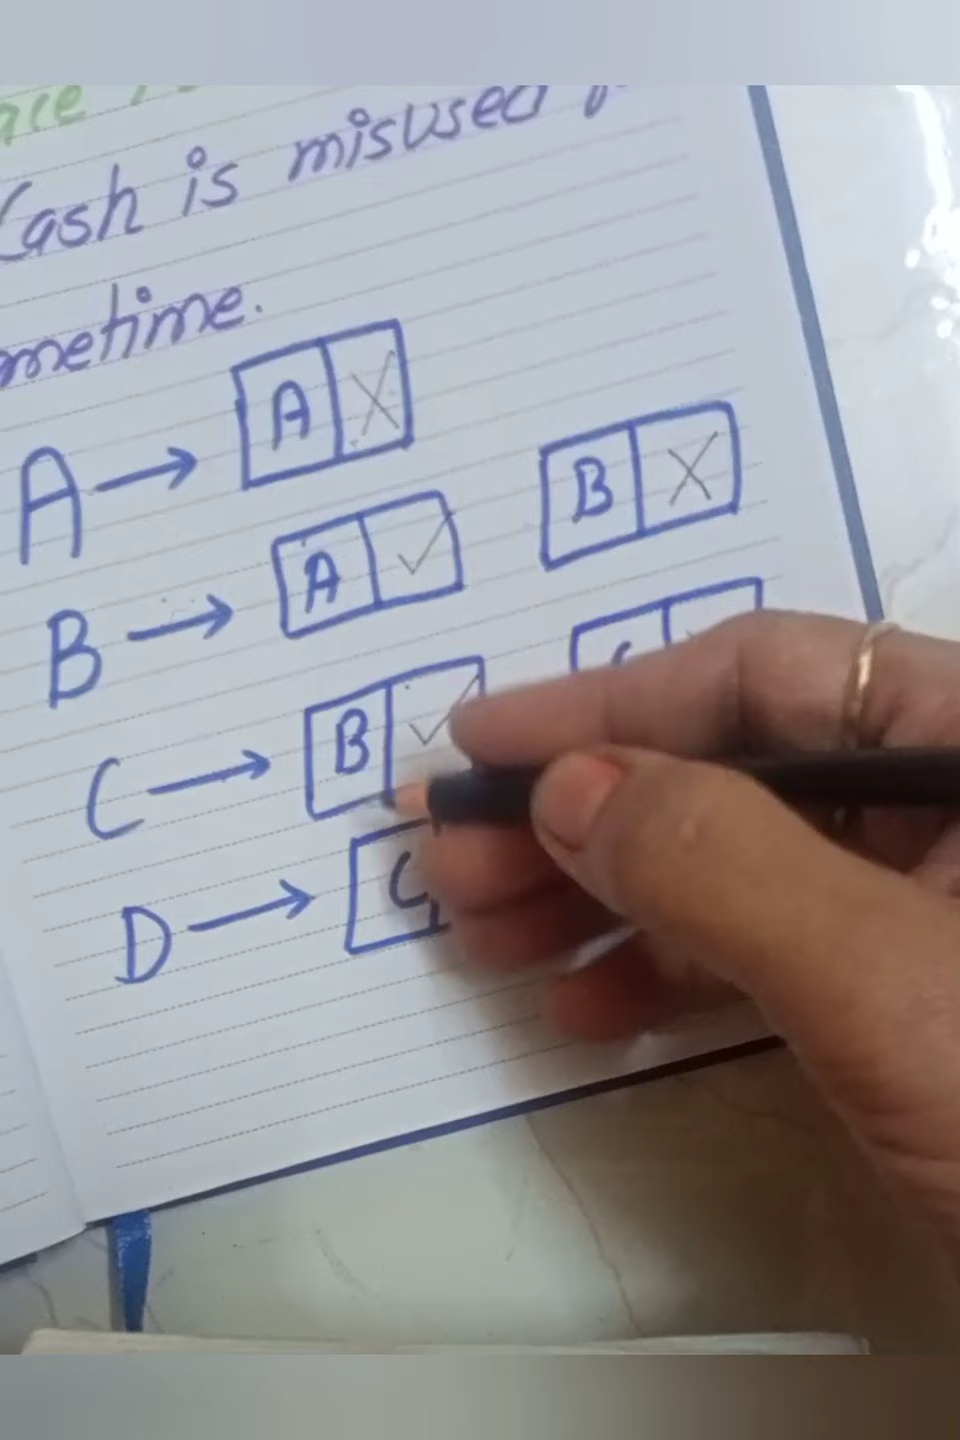 Cash is misused
metime.
A → A X
B → A ✓ B X
C → B ✓ C
D → C